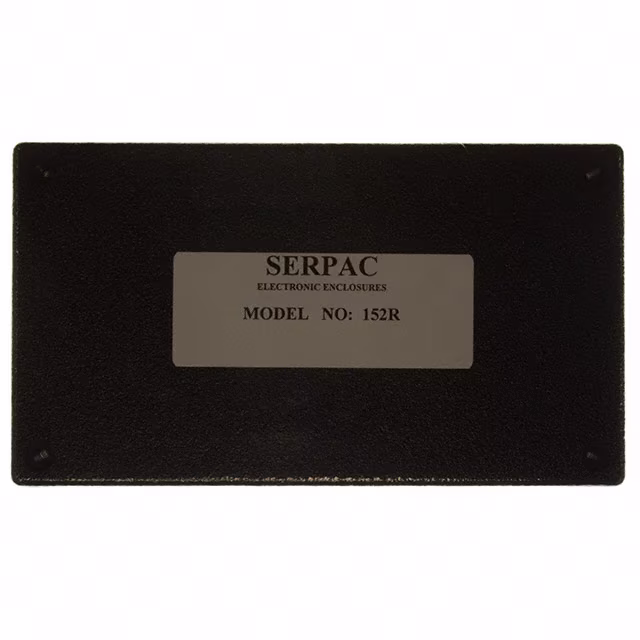 SERPAC
ELECTRONIC ENCLOSURES
MODEL NO: 152R